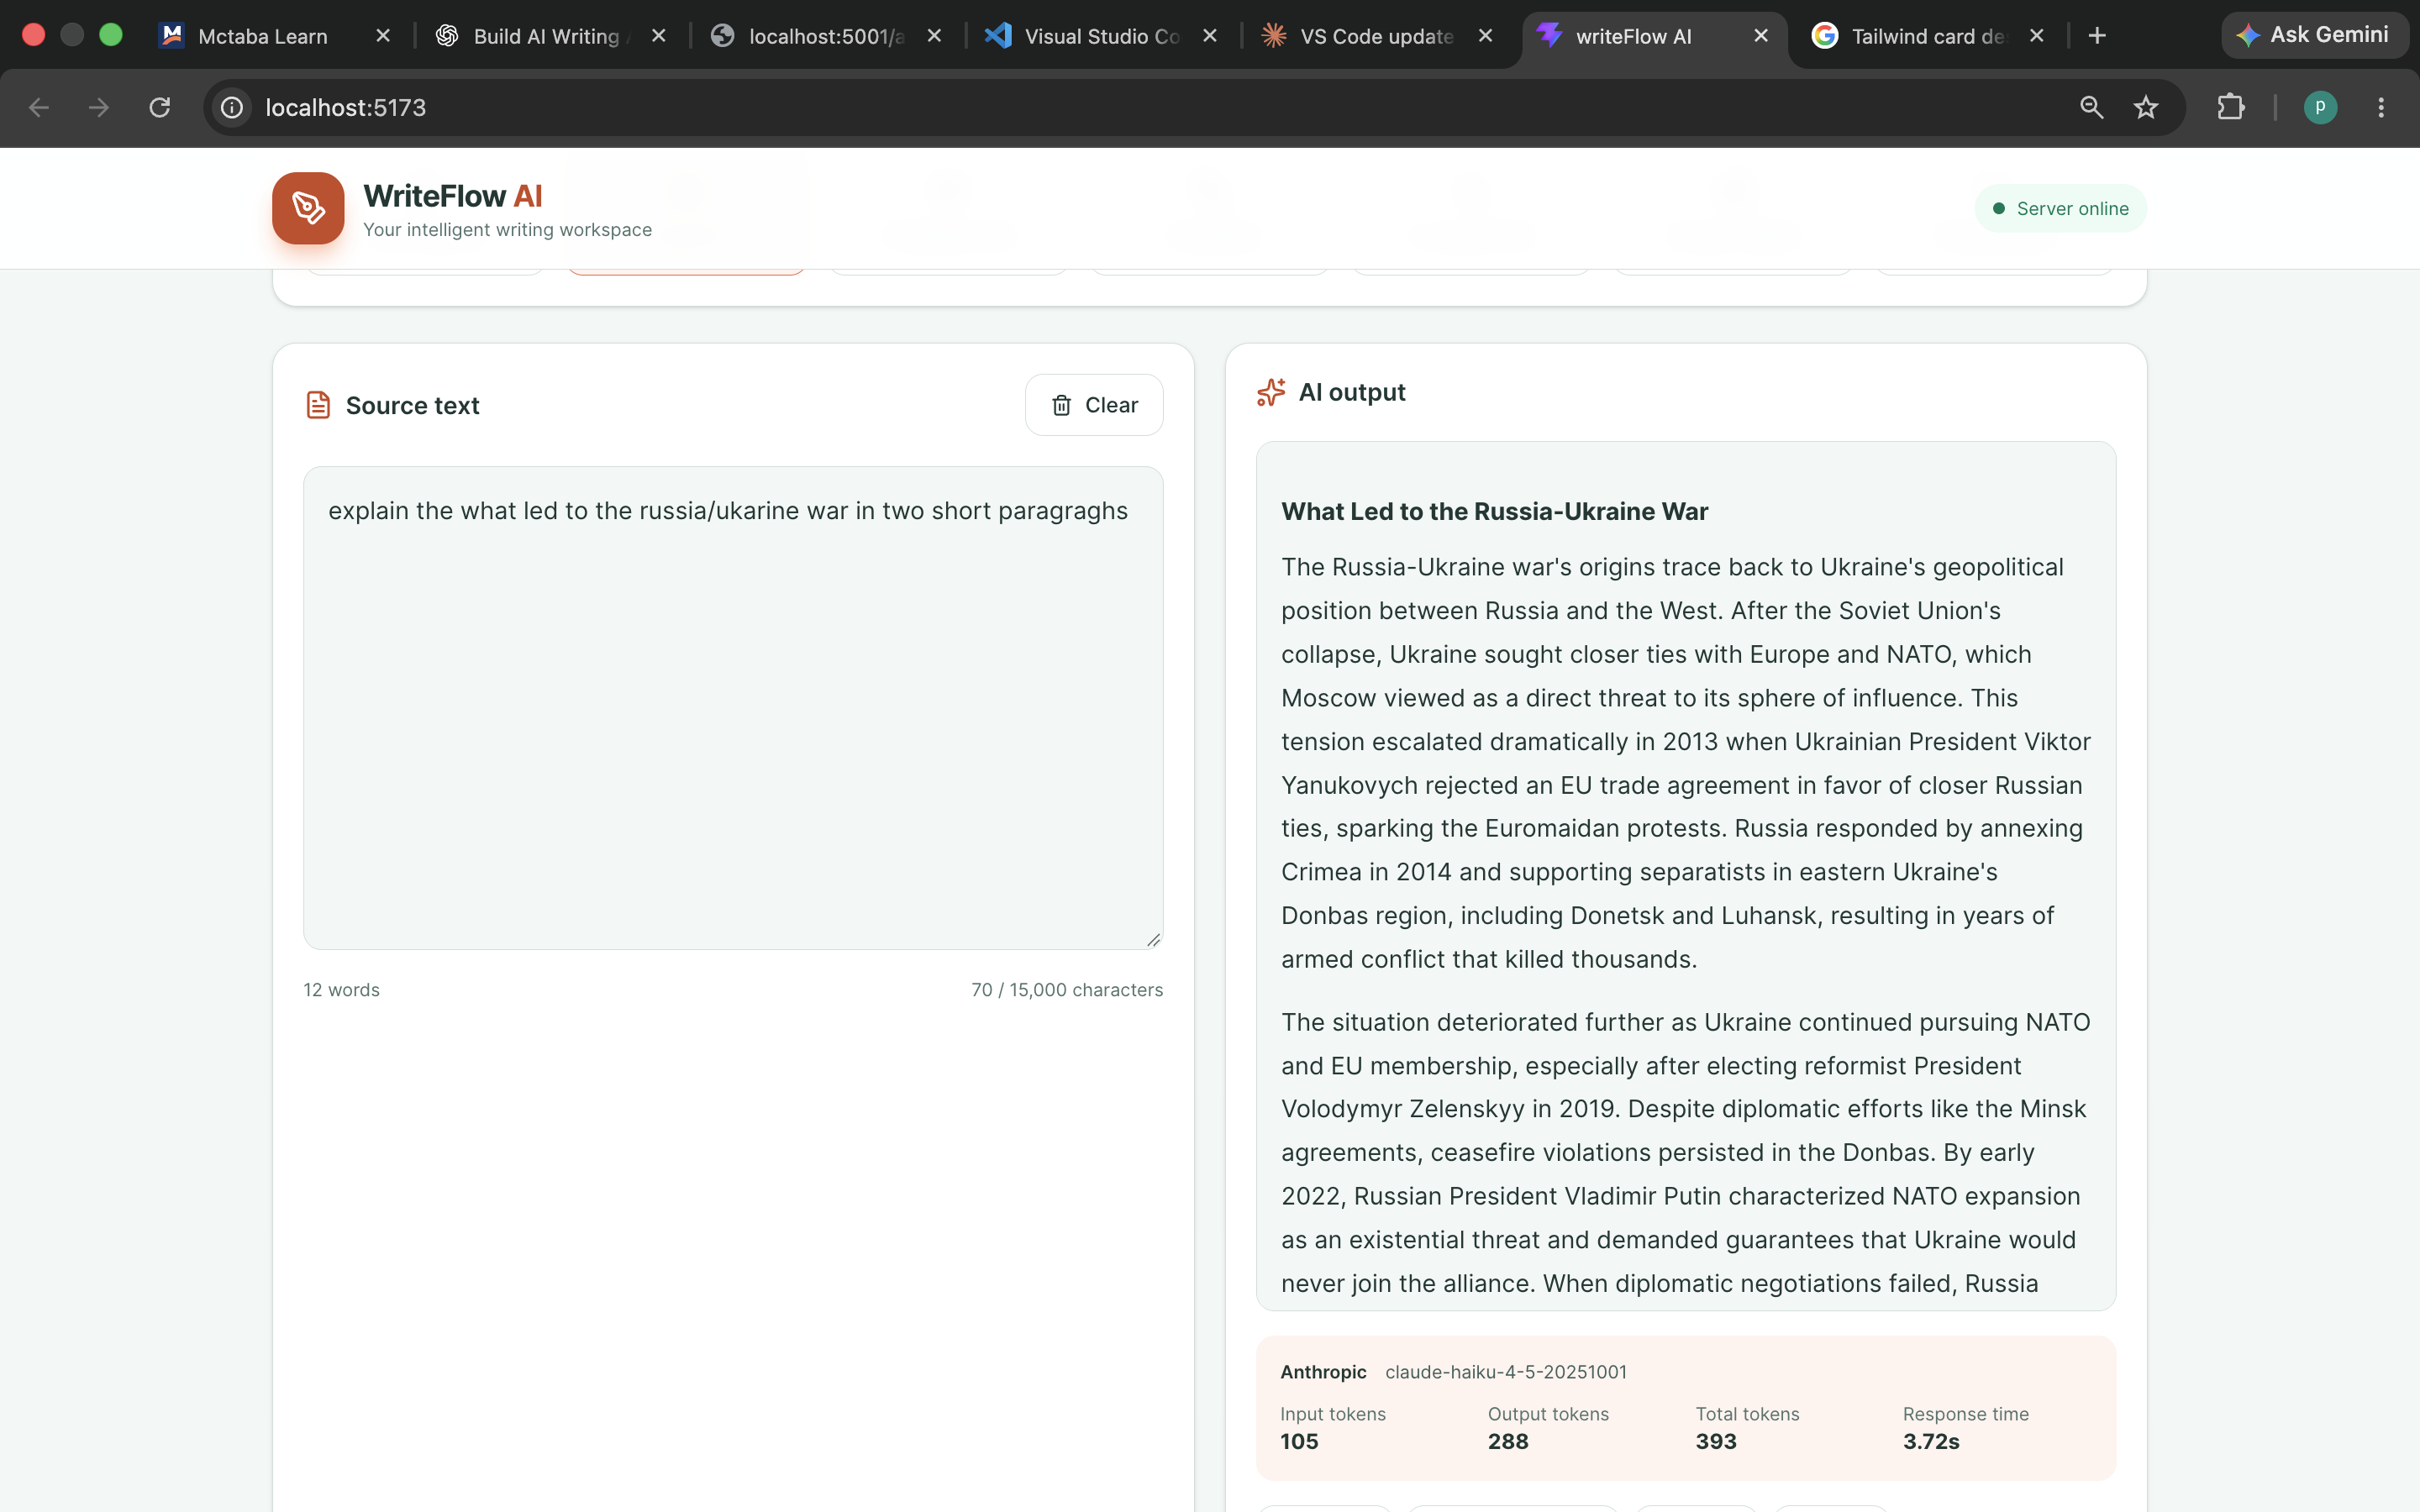 Mctaba Learn
Build AI Writing
localhost:5001/a
Visual Studio Co
VS Code update
writeFlow AI
Tailwind card de
Ask Gemini
localhost:5173
p
WriteFlow AI
Your intelligent writing workspace
Server online
Source text
Clear
explain the what led to the russia/ukarine war in two short paragraghs
12 words
70 / 15,000 characters
AI output
What Led to the Russia-Ukraine War
The Russia-Ukraine war's origins trace back to Ukraine's geopolitical
position between Russia and the West. After the Soviet Union's
collapse, Ukraine sought closer ties with Europe and NATO, which
Moscow viewed as a direct threat to its sphere of influence. This
tension escalated dramatically in 2013 when Ukrainian President Viktor
Yanukovych rejected an EU trade agreement in favor of closer Russian
ties, sparking the Euromaidan protests. Russia responded by annexing
Crimea in 2014 and supporting separatists in eastern Ukraine's
Donbas region, including Donetsk and Luhansk, resulting in years of
armed conflict that killed thousands.
The situation deteriorated further as Ukraine continued pursuing NATO
and EU membership, especially after electing reformist President
Volodymyr Zelenskyy in 2019. Despite diplomatic efforts like the Minsk
agreements, ceasefire violations persisted in the Donbas. By early
2022, Russian President Vladimir Putin characterized NATO expansion
as an existential threat and demanded guarantees that Ukraine would
never join the alliance. When diplomatic negotiations failed, Russia
Anthropic claude-haiku-4-5-20251001
Input tokens
105
Output tokens
288
Total tokens
393
Response time
3.72s